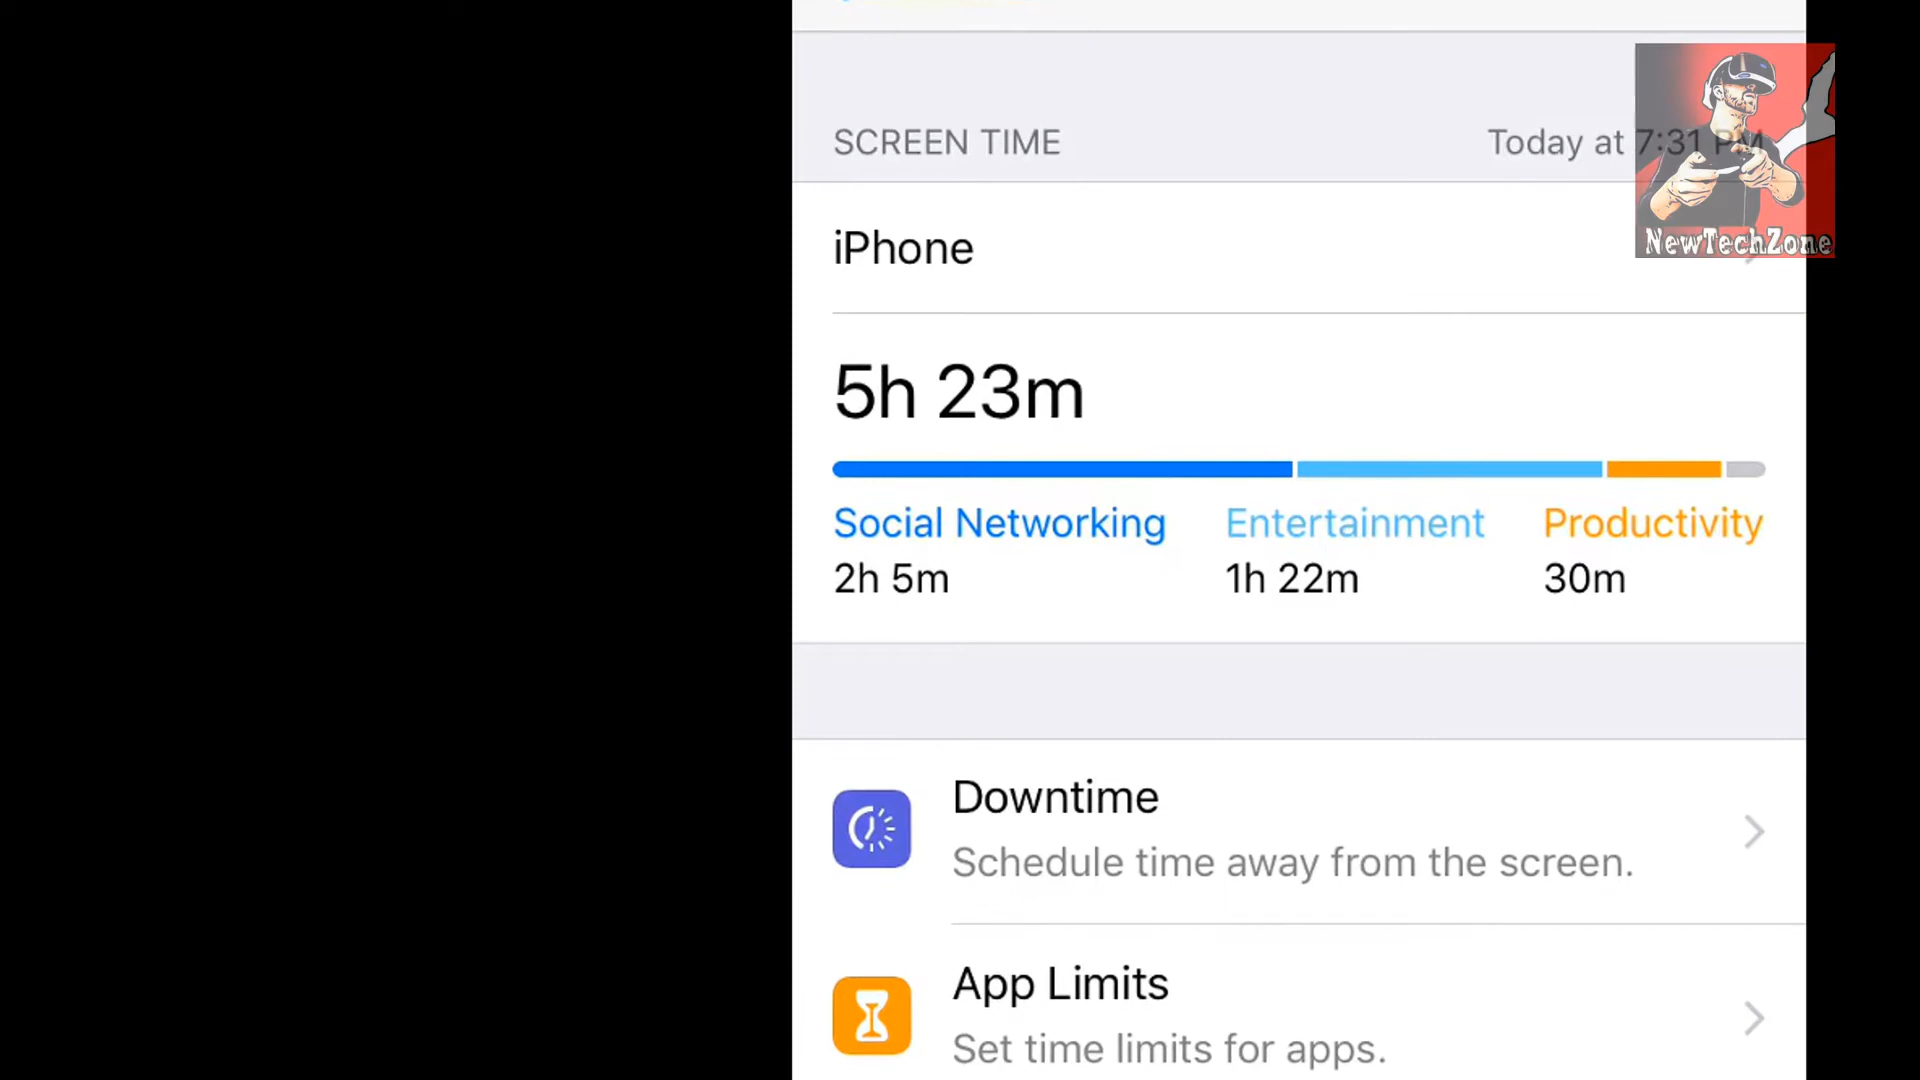 SCREEN TIME Today at 7:31 PM
iPhone
NewTechZone
5h 23m
Social Networking Entertainment Productivity
2h 5m 1h 22m 30m
Downtime
Schedule time away from the screen.
App Limits
Set time limits for apps.